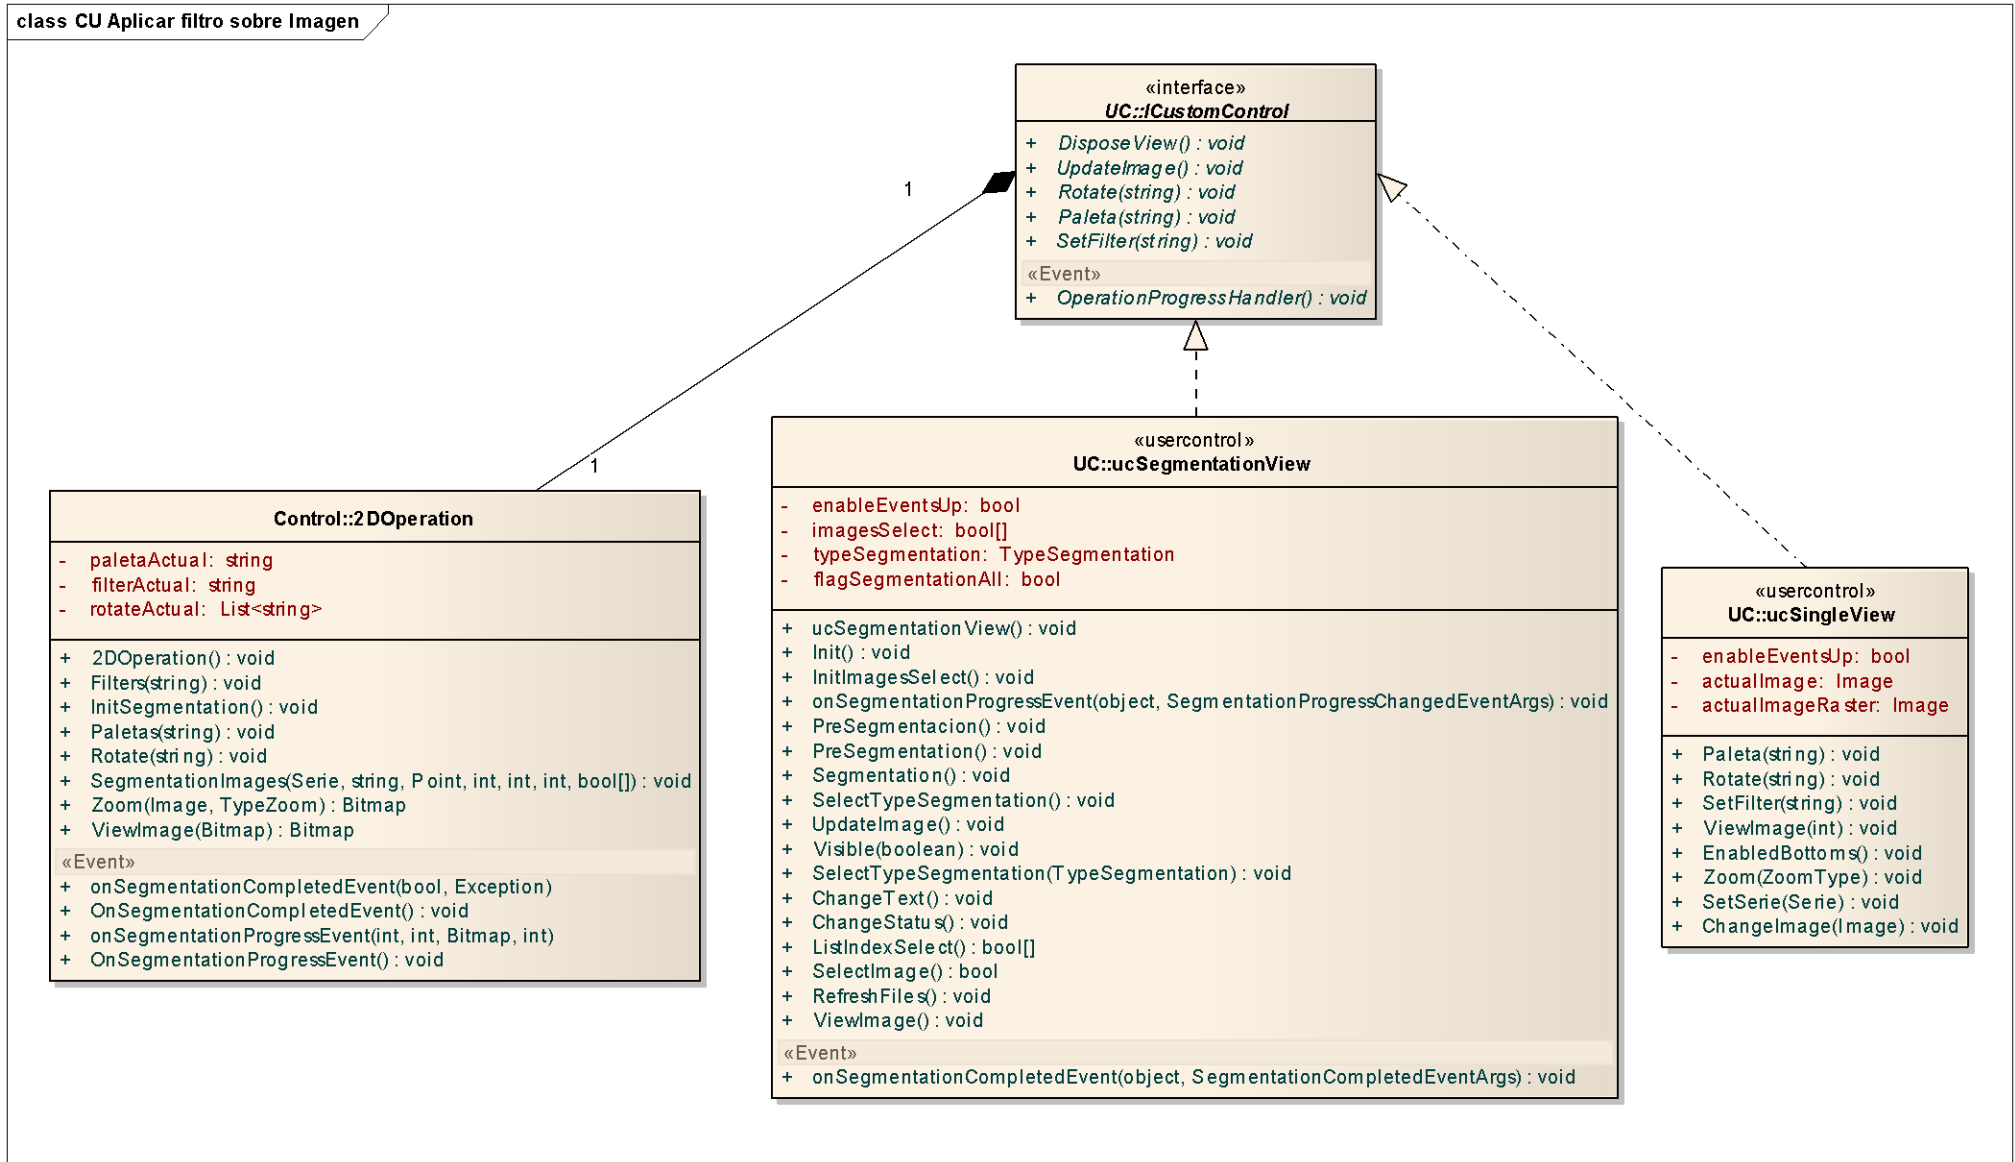 class CU Aplicar filtro sobre Imagen
«interface»
UC::ICustomControl
+ DisposeView() : void
+ UpdateImage() : void
+ Rotate(string) : void
+ Paleta(string) : void
+ SetFilter(string) : void
«Event»
+ OperationProgressHandler() : void
1
1
Control::2DOperation
- paletaActual: string
- filterActual: string
- rotateActual: List<string>
+ 2DOperation() : void
+ Filters(string) : void
+ InitSegmentation() : void
+ Paletas(string) : void
+ Rotate(string) : void
+ SegmentationImages(Serie, string, Point, int, int, int, bool[]) : void
+ Zoom(Image, TypeZoom) : Bitmap
+ ViewImage(Bitmap) : Bitmap
«Event»
+ onSegmentationCompletedEvent(bool, Exception)
+ OnSegmentationCompletedEvent() : void
+ onSegmentationProgressEvent(int, int, Bitmap, int)
+ OnSegmentationProgressEvent() : void
«usercontrol»
UC::ucSegmentationView
- enableEventsUp: bool
- imagesSelect: bool[]
- typeSegmentation: TypeSegmentation
- flagSegmentationAll: bool
+ ucSegmentationView() : void
+ Init() : void
+ InitImagesSelect() : void
+ onSegmentationProgressEvent(object, SegmentationProgressChangedEventArgs) : void
+ PreSegmentacion() : void
+ PreSegmentation() : void
+ Segmentation() : void
+ SelectTypeSegmentation() : void
+ UpdateImage() : void
+ Visible(boolean) : void
+ SelectTypeSegmentation(TypeSegmentation) : void
+ ChangeText() : void
+ ChangeStatus() : void
+ ListIndexSelect() : bool[]
+ SelectImage() : bool
+ RefreshFiles() : void
+ ViewImage() : void
«Event»
+ onSegmentationCompletedEvent(object, SegmentationCompletedEventArgs) : void
«usercontrol»
UC::ucSingleView
- enableEventsUp: bool
- actualImage: Image
- actualImageRaster: Image
+ Paleta(string) : void
+ Rotate(string) : void
+ SetFilter(string) : void
+ ViewImage(int) : void
+ EnabledBottoms() : void
+ Zoom(ZoomType) : void
+ SetSerie(Serie) : void
+ ChangeImage(Image) : void